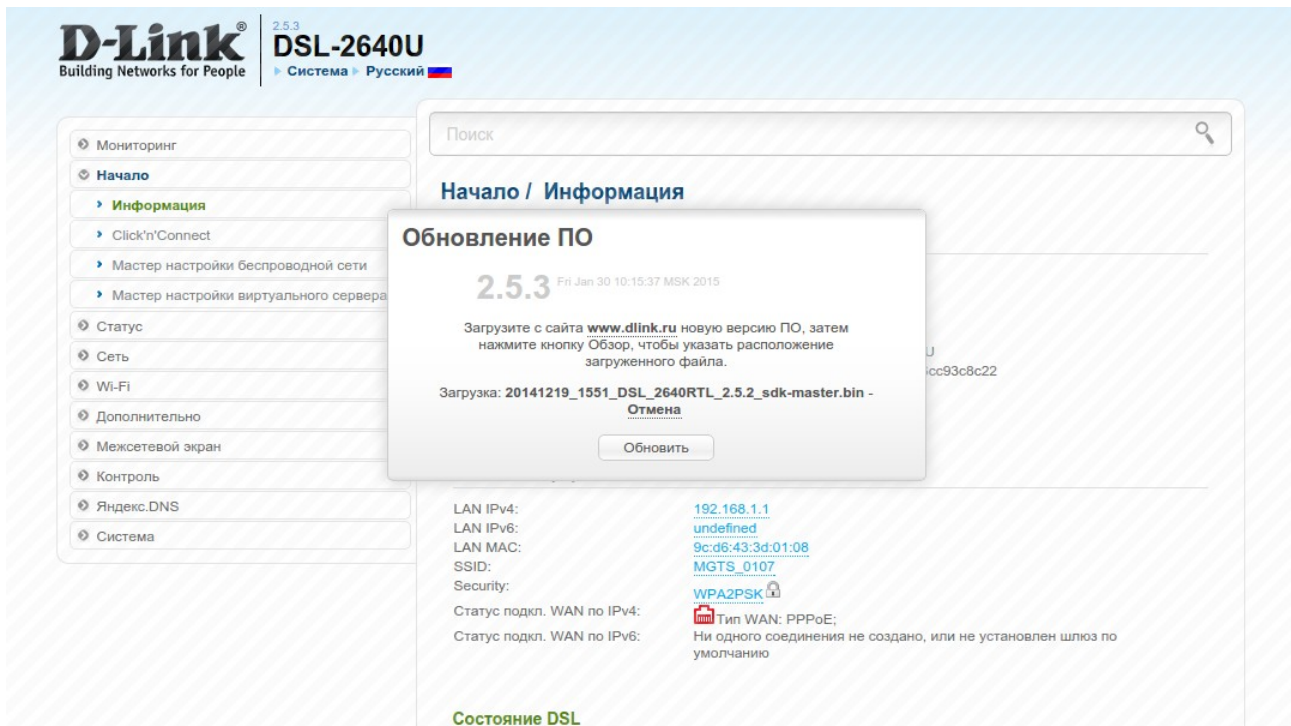 D-Link®
Building Networks for People
2.5.3
DSL-2640U
Система Русский
Мониторинг
Начало
Информация
Click'n'Connect
Мастер настройки беспроводной сети
Мастер настройки виртуального сервера
Статус
Сеть
Wi-Fi
Дополнительно
Межсетевой экран
Контроль
Яндекс.DNS
Система
Поиск
Начало / Информация
Обновление ПО
2.5.3 Fri Jan 30 10:15:37 MSK 2015
Загрузите с сайта www.dlink.ru новую версию ПО, затем
нажмите кнопку Обзор, чтобы указать расположение
загруженного файла.
Загрузка: 20141219_1551_DSL_2640RTL_2.5.2_sdk-master.bin -
Отмена
Обновить
U
cc93c8c22
LAN IPv4: 192.168.1.1
LAN IPv6: undefined
LAN MAC: 9c:d6:43:3d:01:08
SSID: MGTS_0107
Security: WPA2PSK
Статус подкл. WAN по IPv4: Тип WAN: PPPoE;
Статус подкл. WAN по IPv6: Ни одного соединения не создано, или не установлен шлюз по
умолчанию
Состояние DSL